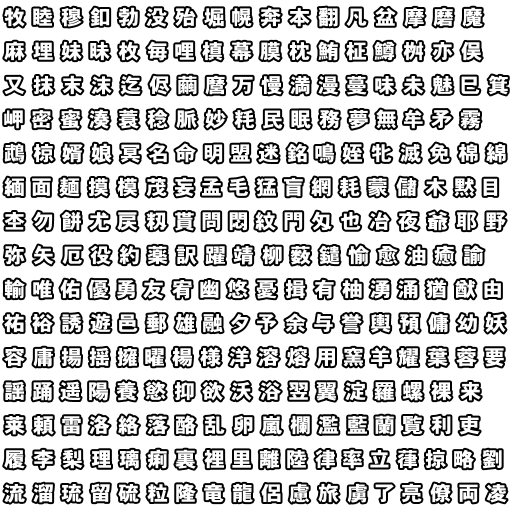 牧睦穆釦勃没殆堀幌奔本翻凡盆摩磨魔
麻埋妹昧枚毎哩槙幕膜枕鮪柾鱒桝亦俣
又抹末沫迄侭繭麿万慢満漫蔓味未魅巳箕
岬密蜜湊蓑稔脈妙粍民眠務夢無牟矛霧
鵡椋婿娘冥名命明盟迷銘鳴姪牝滅免棉綿
緬面麺摸模茂妄孟毛猛盲網耗蒙儲木黙目
杢勿餅尤戻籾貰問悶紋門匁也冶夜爺耶野
弥矢厄役約薬訳躍靖柳薮鑓愉愈油癒諭
輸唯佑優勇友宥幽悠憂揖有柚湧涌猶猷由
祐裕誘遊邑郵雄融夕予余与誉輿預傭幼妖
容庸揚揺擁曜楊様洋溶熔用窯羊耀葉蓉要
謡踊遥陽養慾抑欲沃浴翌翼淀羅螺裸来
莱頼雷洛絡落酪乱卵嵐欄濫藍蘭覧利吏
履李梨理璃痢裏裡里離陸律率立葎掠略劉
流溜琉留硫粒隆竜龍侶慮旅虜了亮僚両凌